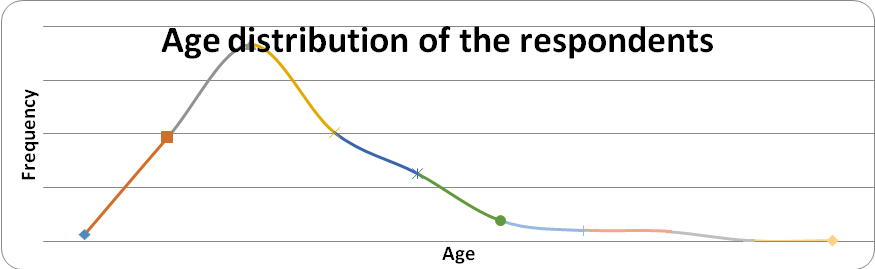 Age distribution of the respondents
Frequency
Age